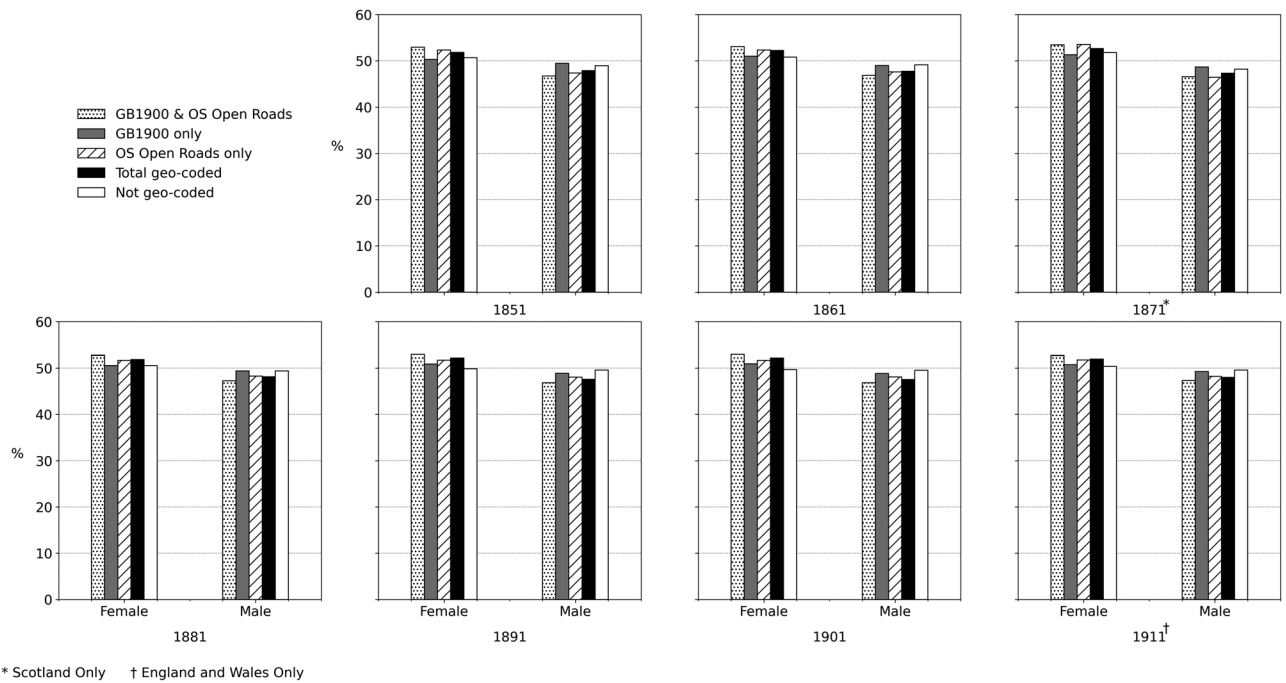 GB1900 & OS Open Roads
GB1900 only
OS Open Roads only
Total geo-coded
Not geo-coded
%
60
50
40
30
20
10
0
1851
1861
1871*
%
60
50
40
30
20
10
0
Female Male
1881
Female Male
1891
Female Male
1901
Female Male
1911†
* Scotland Only † England and Wales Only